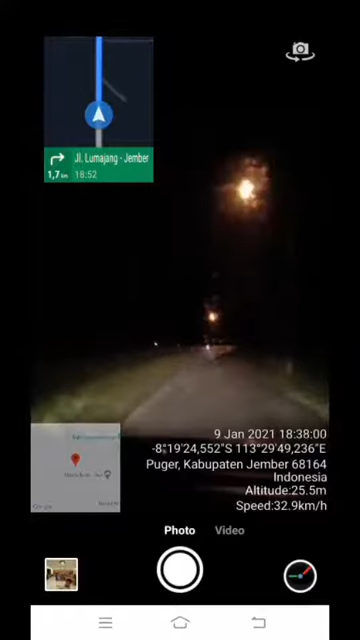 Jl. Lumajang - Jember
1,7 km 18:52
9 Jan 2021 18:38:00
-8°19'24,552"S 113°29'49,236"E
Puger, Kabupaten Jember 68164
Indonesia
Altitude:25.5m
Speed:32.9km/h
Google
Photo Video